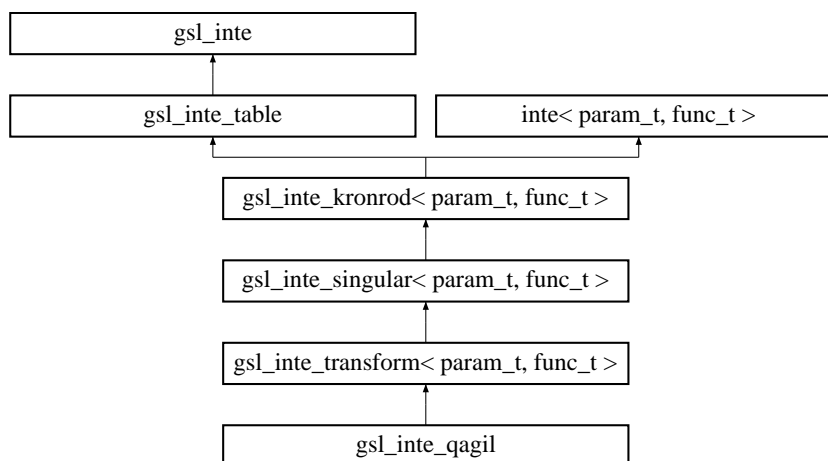 gsl_inte
gsl_inte_table
inte< param_t, func_t >
gsl_inte_kronrod< param_t, func_t >
gsl_inte_singular< param_t, func_t >
gsl_inte_transform< param_t, func_t >
gsl_inte_qagil